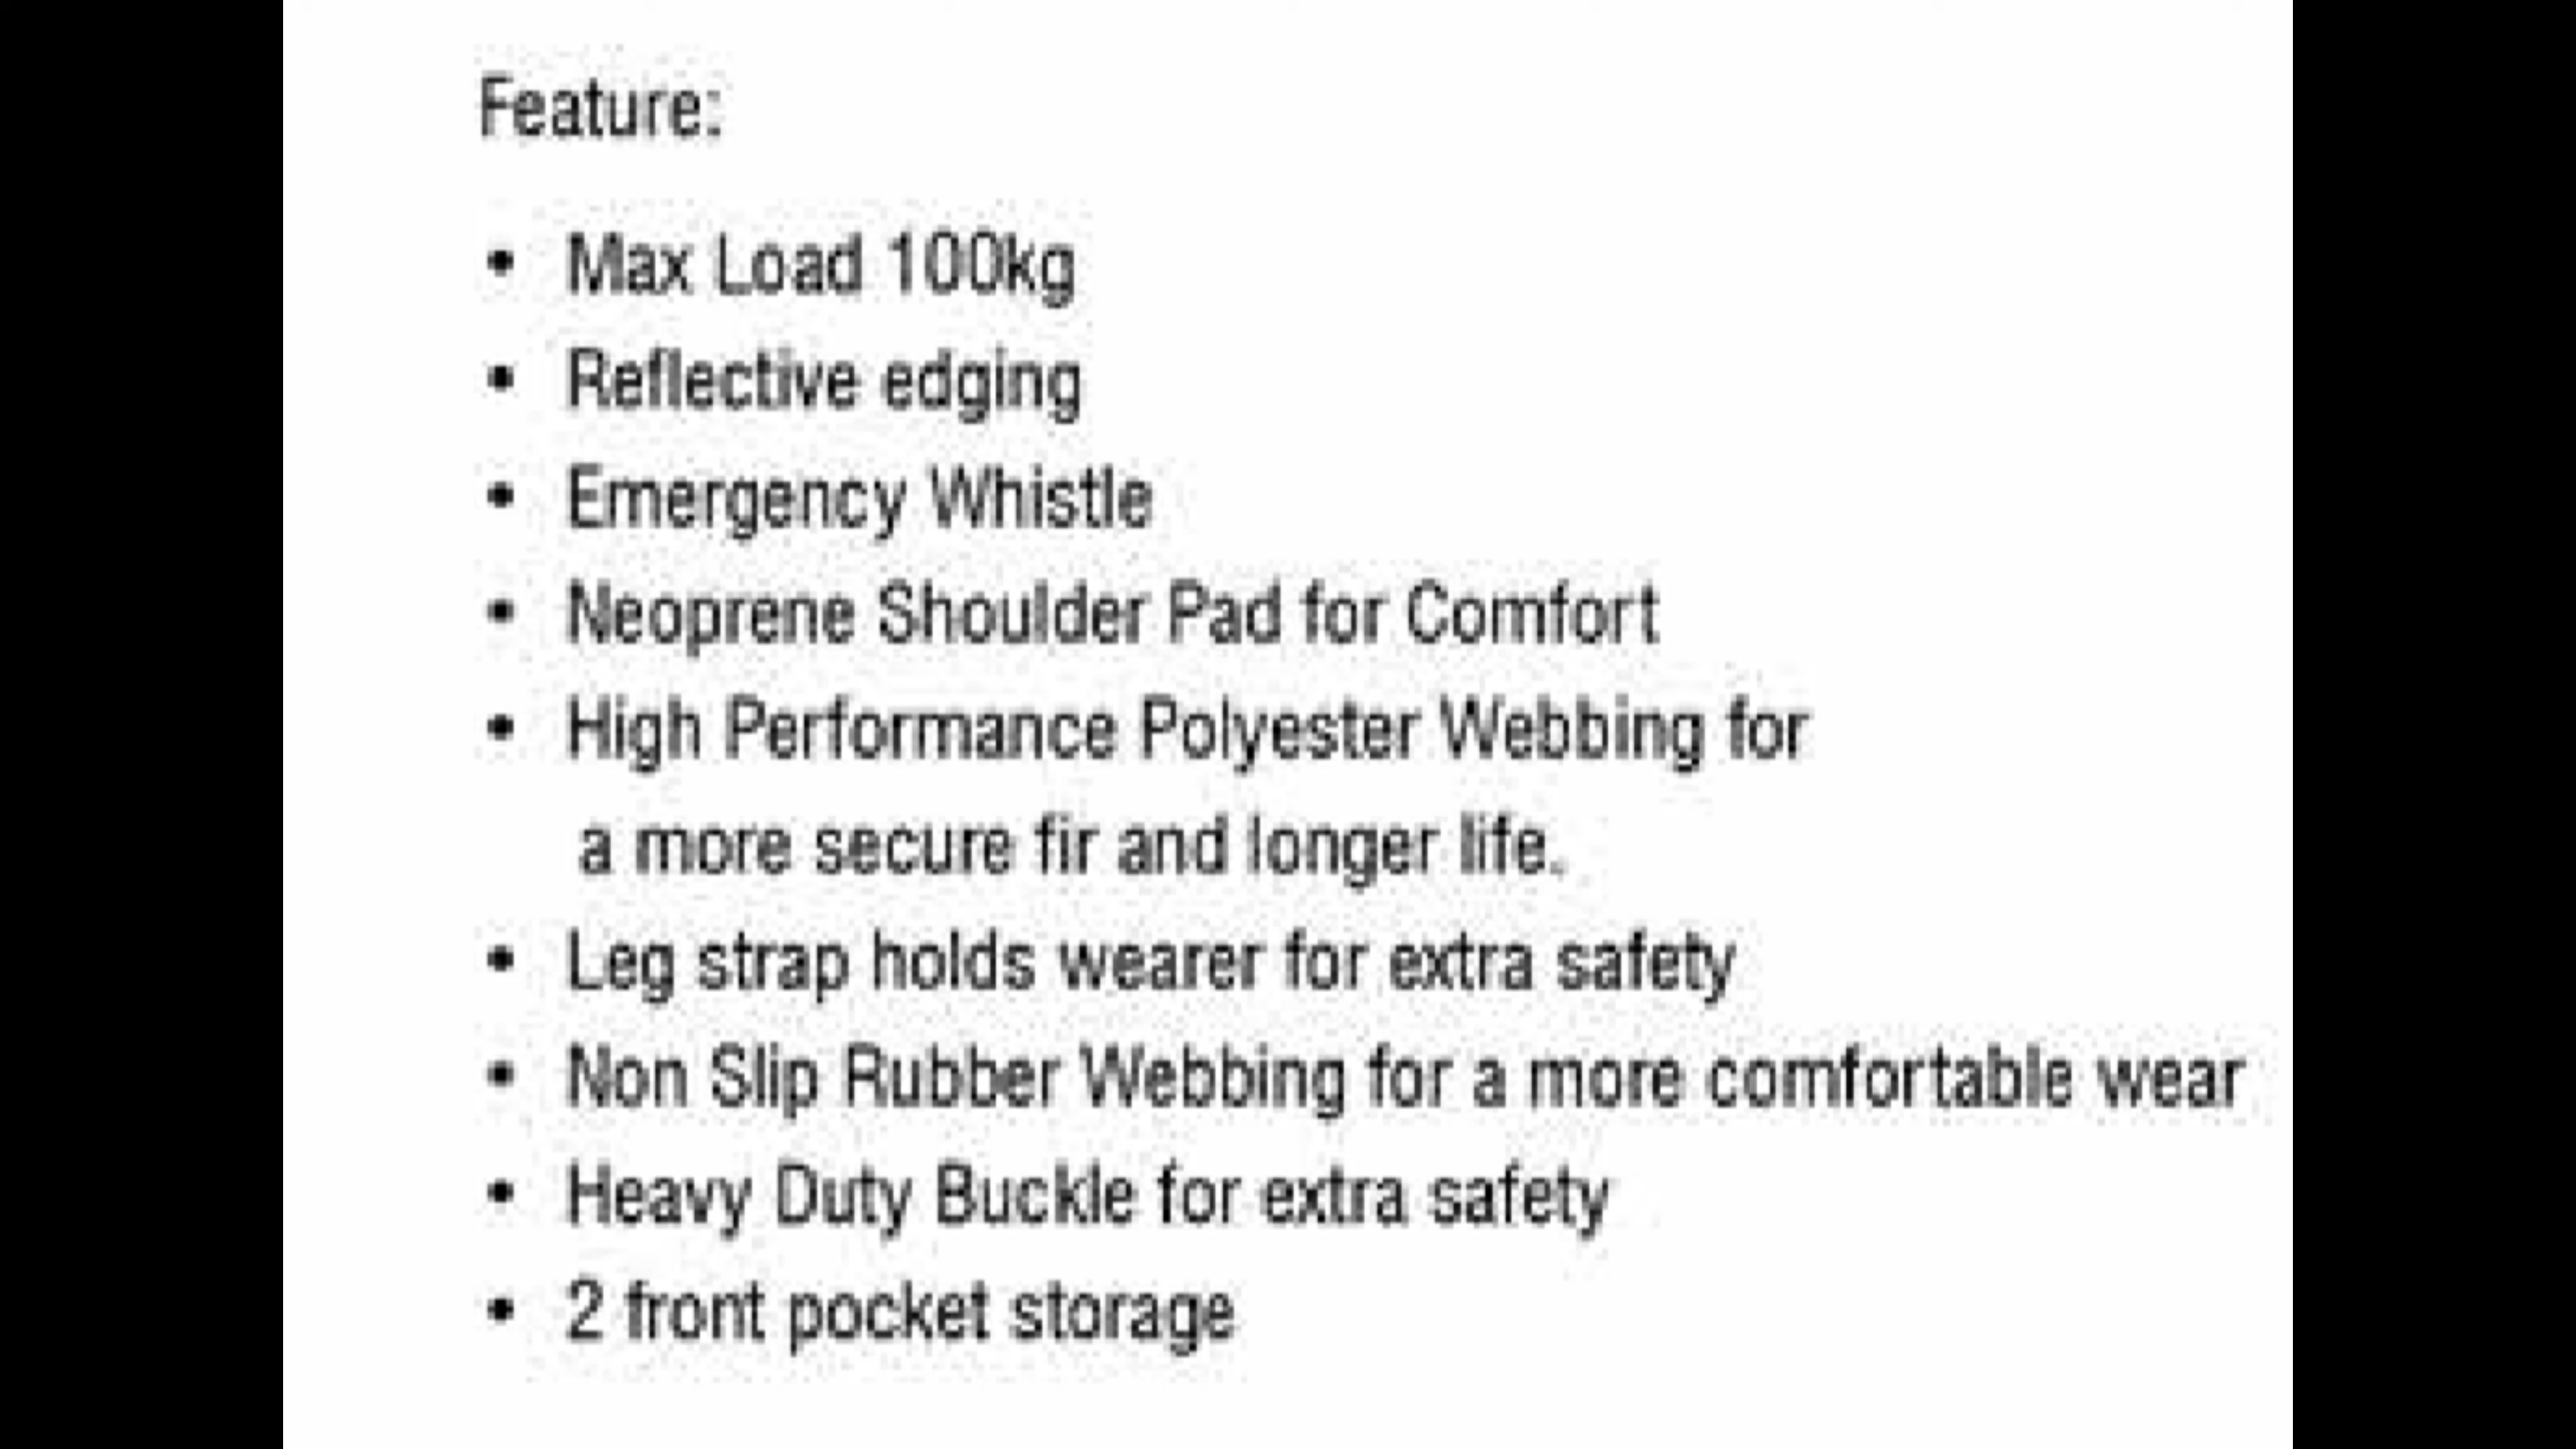 Feature:
• Max Load 100kg
• Reflective edging
• Emergency Whistle
• Neoprene Shoulder Pad for Comfort
• High Performance Polyester Webbing for
a more secure fir and longer life.
• Leg strap holds wearer for extra safety
• Non Slip Rubber Webbing for a more comfortable wear
• Heavy Duty Buckle for extra safety
• 2 front pocket storage